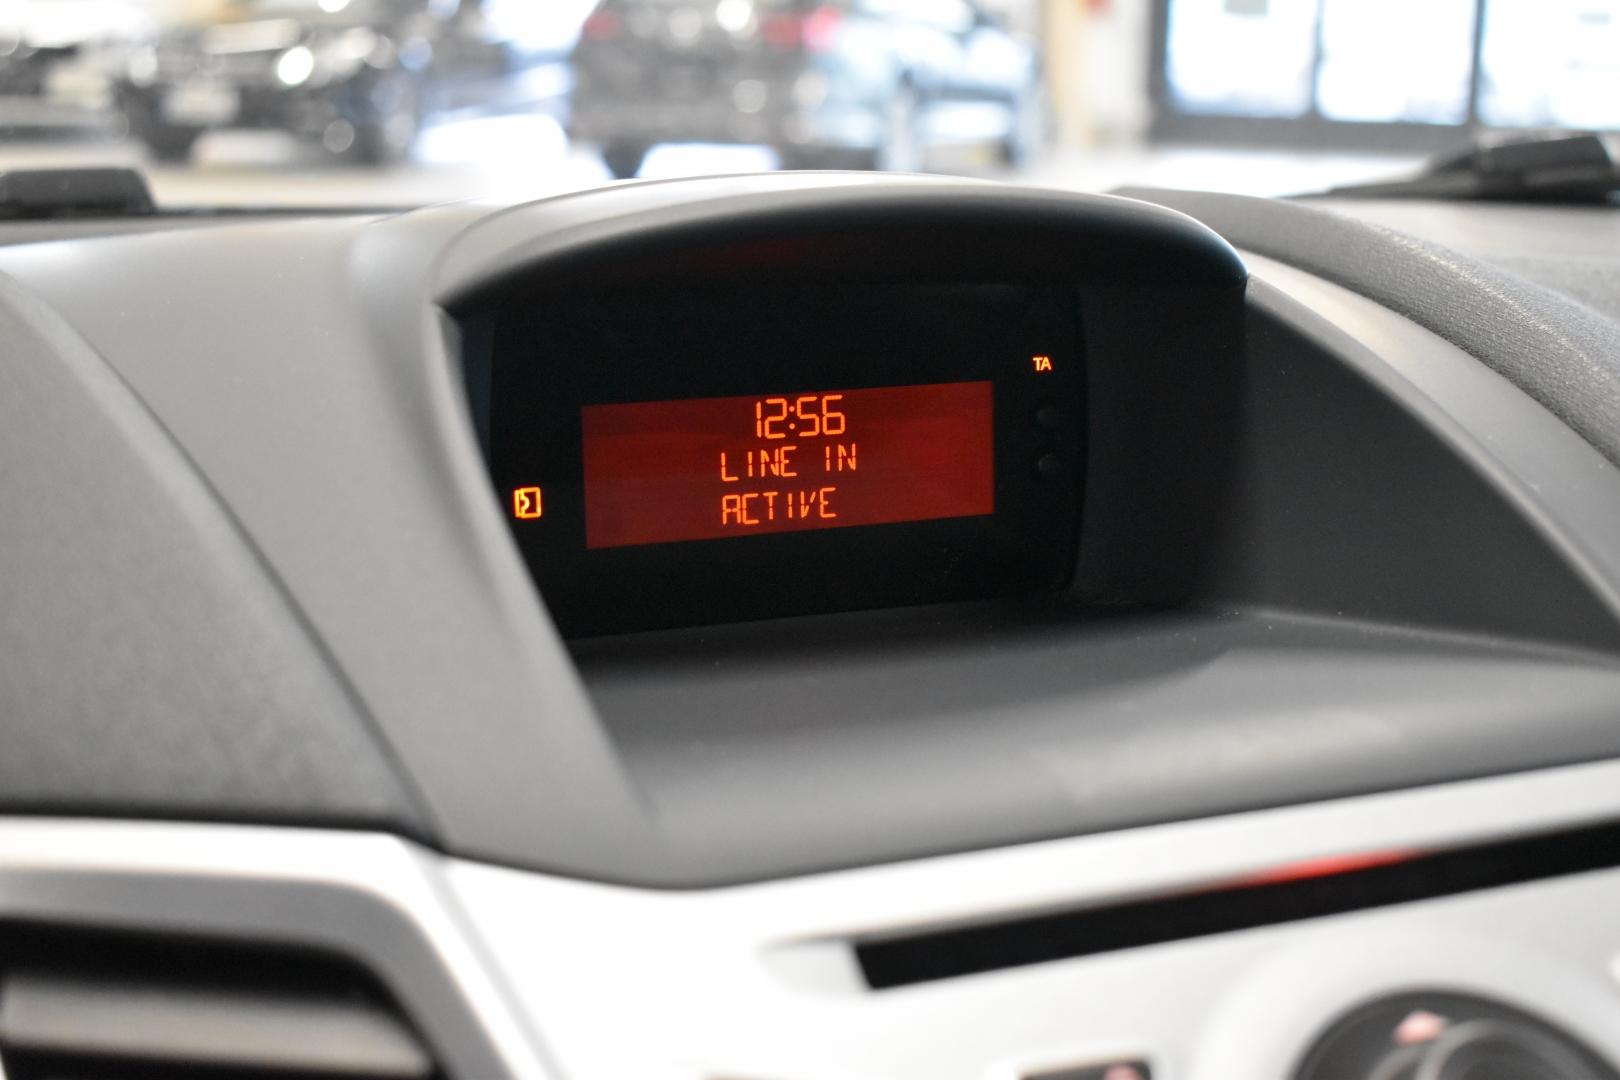 TA
12:56
LINE IN
ACTIVE